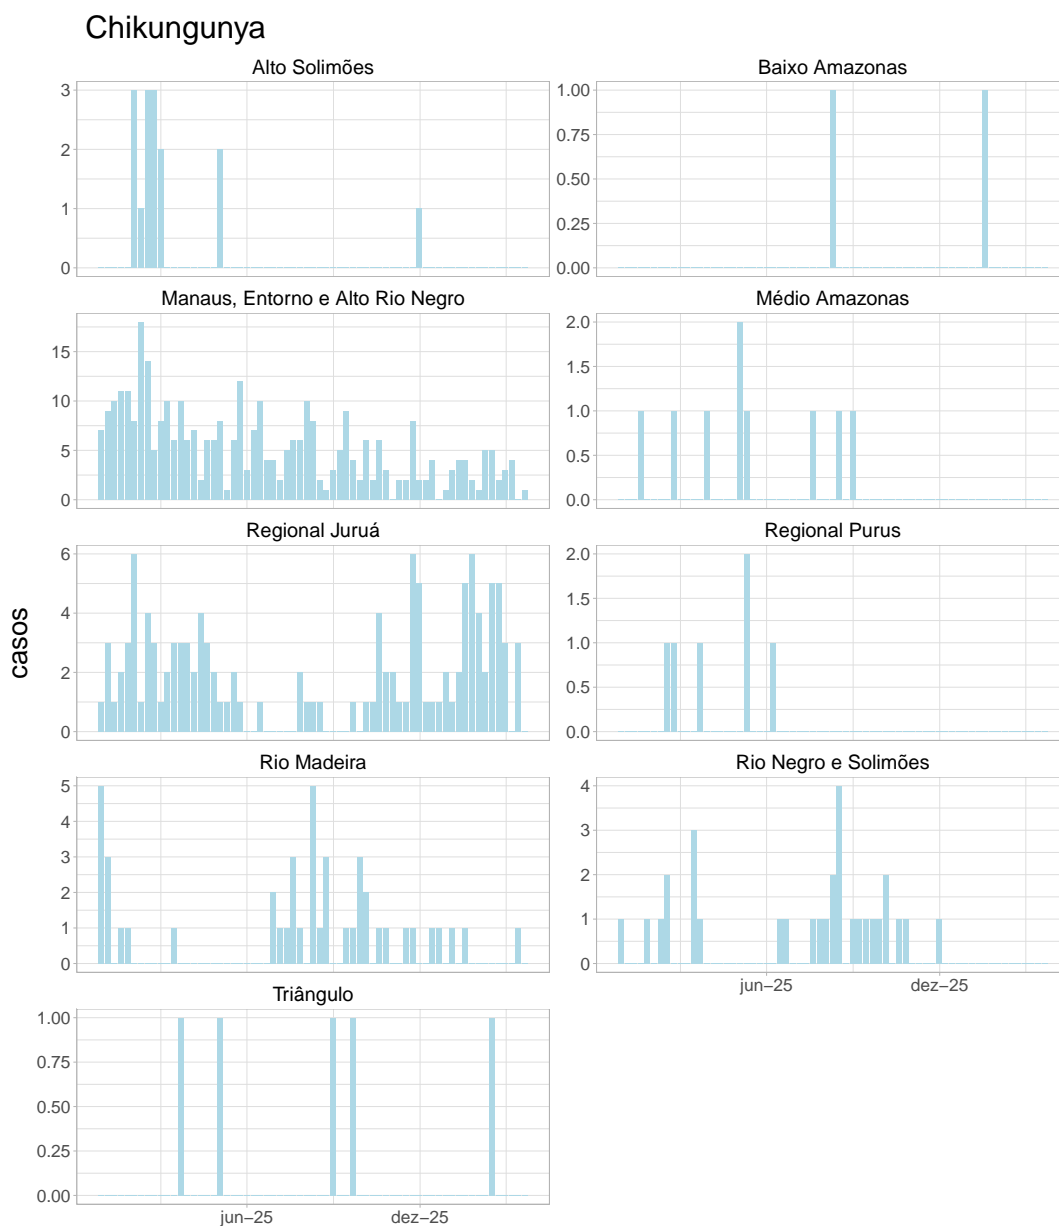 Chikungunya
Alto Solimões
Baixo Amazonas
3
2
1
0
1.00
0.75
0.50
0.25
0.00
Manaus, Entorno e Alto Rio Negro
Médio Amazonas
15
10
5
0
2.0
1.5
1.0
0.5
0.0
casos
Regional Juruá
Regional Purus
6
4
2
0
2.0
1.5
1.0
0.5
0.0
Rio Madeira
Rio Negro e Solimões
5
4
3
2
1
0
4
3
2
1
0
jun−25
dez−25
Triângulo
1.00
0.75
0.50
0.25
0.00
jun−25
dez−25